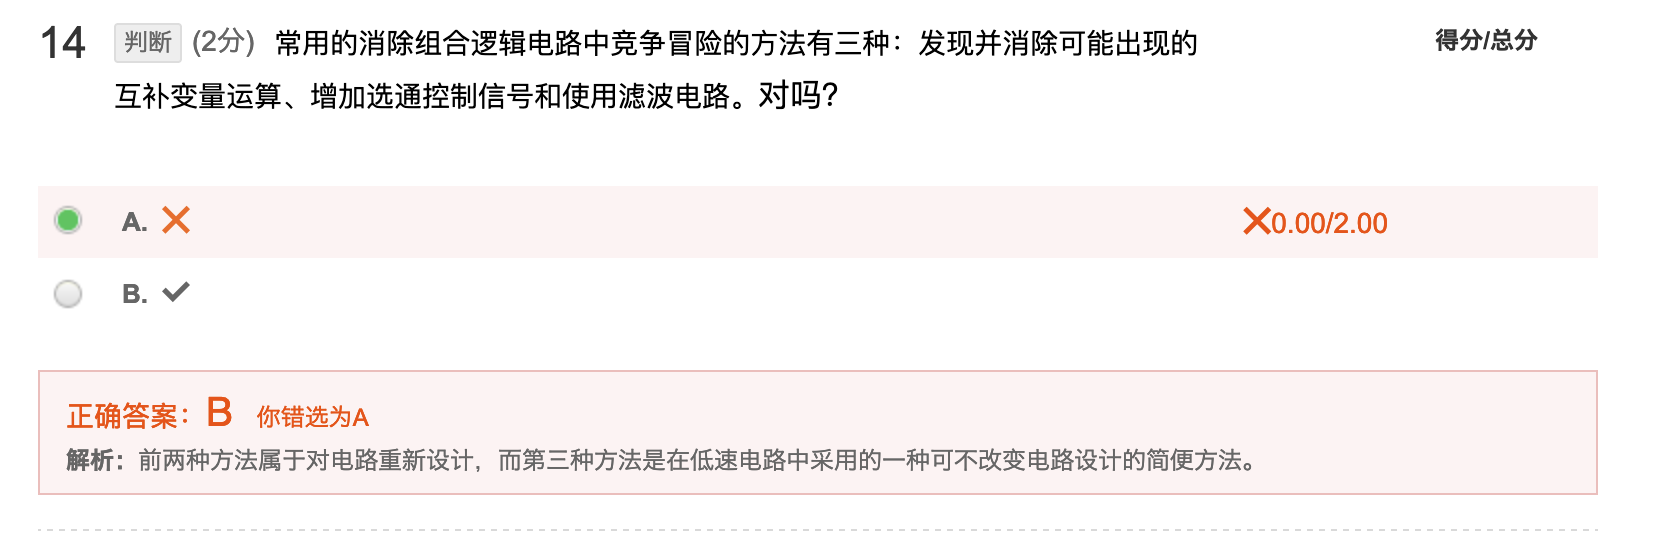 14 判断 (2分) 常用的消除组合逻辑电路中竞争冒险的方法有三种：发现并消除可能出现的 得分/总分
互补变量运算、增加选通控制信号和使用滤波电路。对吗？
A. ✕ ✕0.00/2.00
B. ✓
正确答案：B 你错选为A
解析：前两种方法属于对电路重新设计，而第三种方法是在低速电路中采用的一种可不改变电路设计的简便方法。